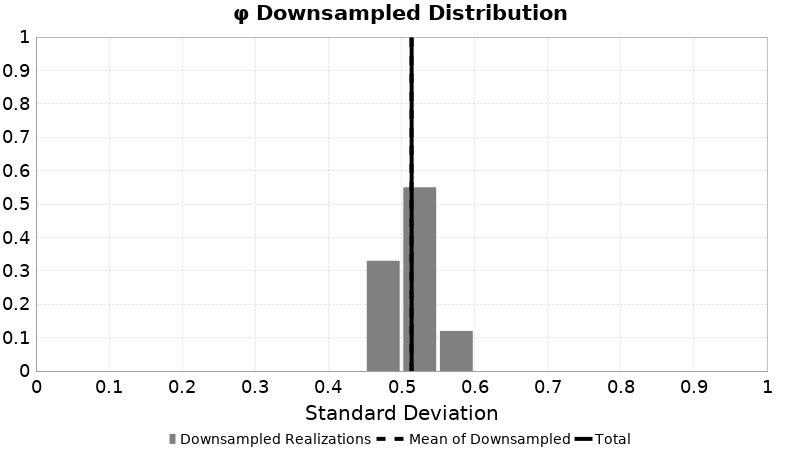 φ Downsampled Distribution
1
0.9
0.8
0.7
0.6
0.5
0.4
0.3
0.2
0.1
0
0 0.1 0.2 0.3 0.4 0.5 0.6 0.7 0.8 0.9 1
Standard Deviation
Downsampled Realizations Mean of Downsampled Total